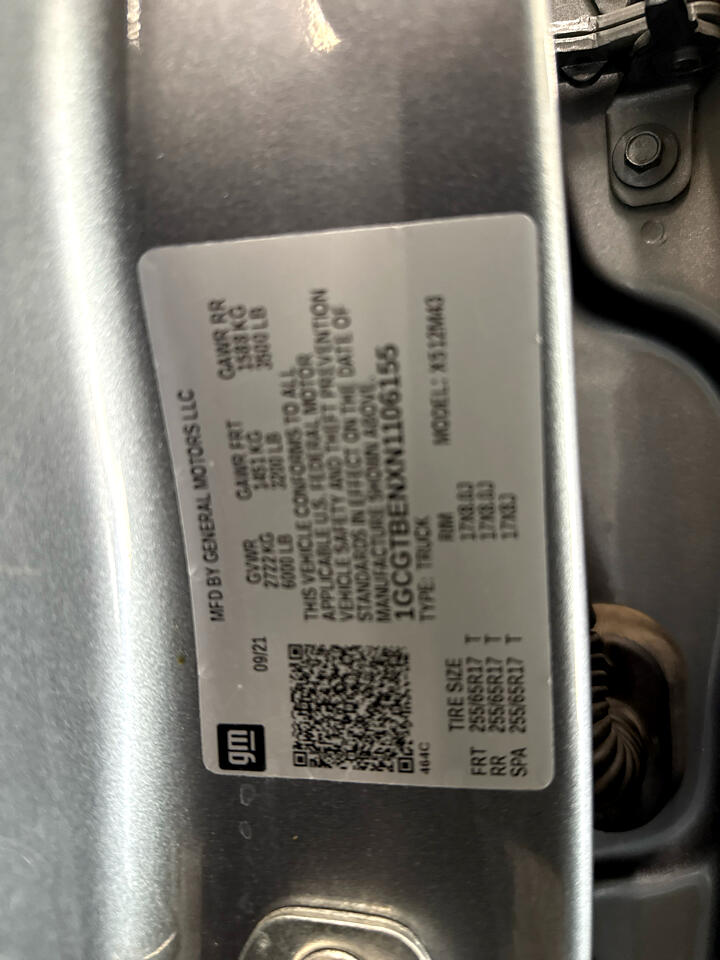 gm
MFD BY GENERAL MOTORS LLC
09/21
GVWR GAWR FRT GAWR RR
2722 KG 1451 KG 1588 KG
6000 LB 3200 LB 3500 LB
THIS VEHICLE CONFORMS TO ALL
APPLICABLE U.S. FEDERAL MOTOR
VEHICLE SAFETY AND THEFT PREVENTION
STANDARDS IN EFFECT ON THE DATE OF
MANUFACTURE SHOWN ABOVE.
1GCGTBENXN1106155
464C
TYPE: TRUCK MODEL: X512M43
TIRE SIZE RIM
FRT 255/65R17 T 17X8.0J
RR 255/65R17 T 17X8.0J
SPA 255/65R17 T 17X8J